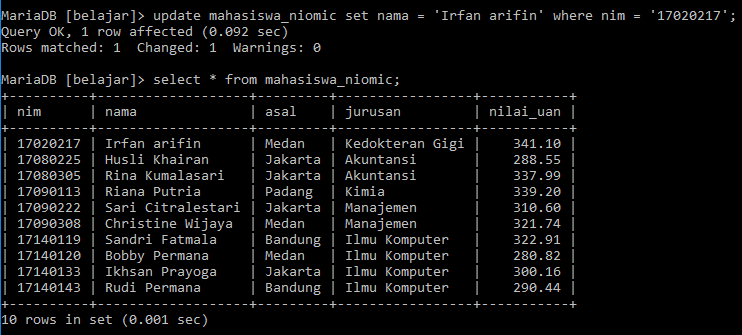 MariaDB [belajar]> update mahasiswa_niomic set nama = 'Irfan arifin' where nim = '17020217';
Query OK, 1 row affected (0.092 sec)
Rows matched: 1  Changed: 1  Warnings: 0

MariaDB [belajar]> select * from mahasiswa_niomic;
+----------+------------------+---------+-----------------+-----------+
| nim      | nama             | asal    | jurusan         | nilai_uan |
+----------+------------------+---------+-----------------+-----------+
| 17020217 | Irfan arifin     | Medan   | Kedokteran Gigi |    341.10 |
| 17080225 | Husli Khairan    | Jakarta | Akuntansi       |    288.55 |
| 17080305 | Rina Kumalasari  | Jakarta | Akuntansi       |    337.99 |
| 17090113 | Riana Putria     | Padang  | Kimia           |    339.20 |
| 17090222 | Sari Citralestari | Jakarta | Manajemen       |    310.60 |
| 17090308 | Christine Wijaya | Medan   | Manajemen       |    321.74 |
| 17140119 | Sandri Fatmala   | Bandung | Ilmu Komputer   |    322.91 |
| 17140120 | Bobby Permana    | Medan   | Ilmu Komputer   |    280.82 |
| 17140133 | Ikhsan Prayoga   | Jakarta | Ilmu Komputer   |    300.16 |
| 17140143 | Rudi Permana     | Bandung | Ilmu Komputer   |    290.44 |
+----------+------------------+---------+-----------------+-----------+
10 rows in set (0.001 sec)